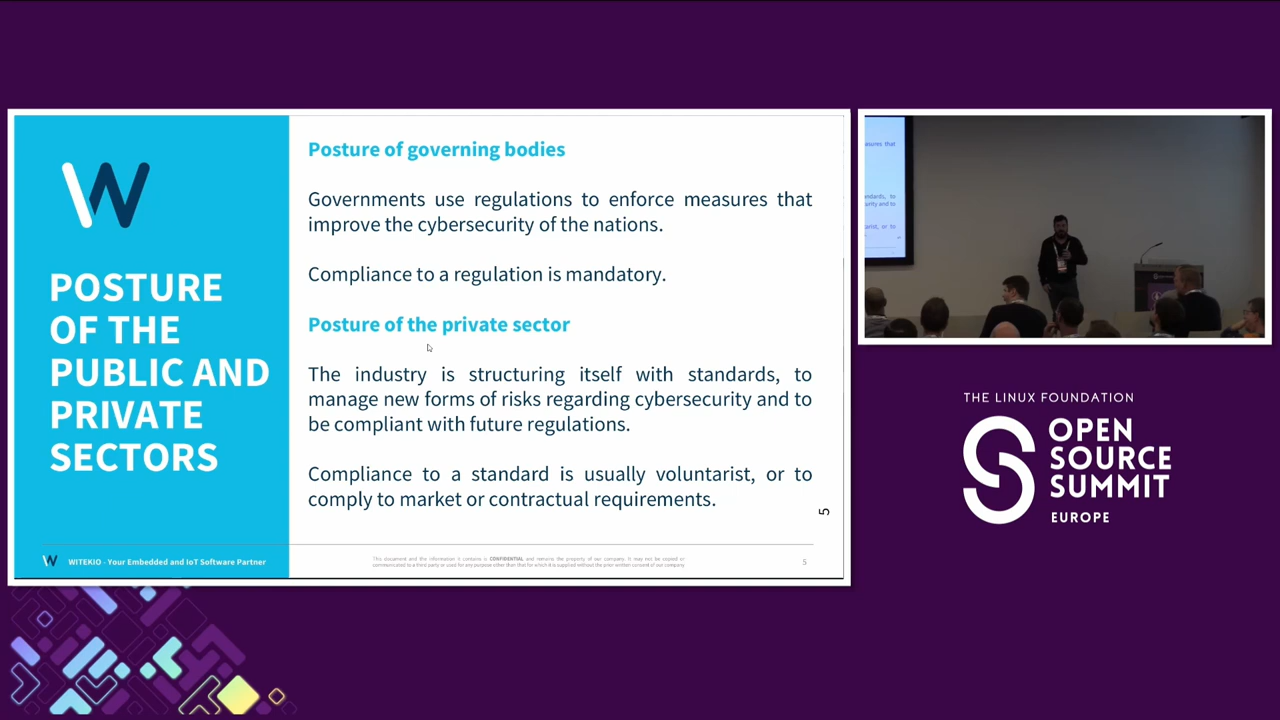 POSTURE
OF THE
PUBLIC AND
PRIVATE
SECTORS
WITEKIO - Your Embedded and IoT Software Partner
Posture of governing bodies
Governments use regulations to enforce measures that
improve the cybersecurity of the nations.
Compliance to a regulation is mandatory.
Posture of the private sector
The industry is structuring itself with standards, to
manage new forms of risks regarding cybersecurity and to
be compliant with future regulations.
Compliance to a standard is usually voluntarist, or to
comply to market or contractual requirements.
5
This document and the information it contains is CONFIDENTIAL and remains the property of our company. It may not be copied or
communicated to a third party or used for any purpose other than that for which it is supplied without the prior written consent of our company.
5
THE LINUX FOUNDATION
OPEN
SOURCE
SUMMIT
EUROPE